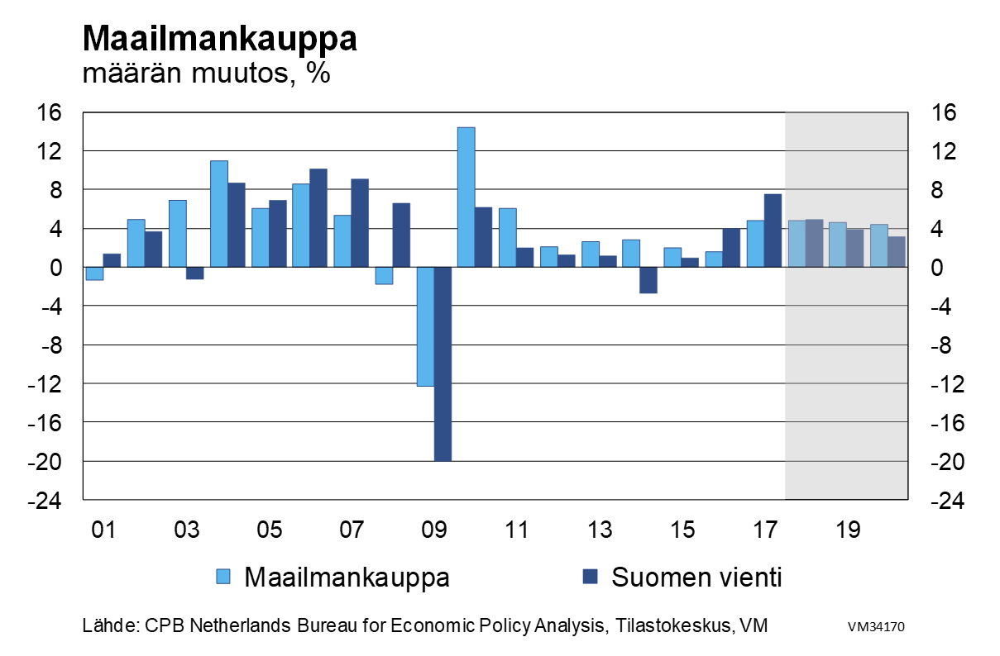 Maailmankauppa
määrän muutos, %
16 16
12 12
8 8
4 4
0 0
-4 -4
-8 -8
-12 -12
-16 -16
-20 -20
-24 -24
01 03 05 07 09 11 13 15 17 19
Maailmankauppa Suomen vienti
Lähde: CPB Netherlands Bureau for Economic Policy Analysis, Tilastokeskus, VM VM34170